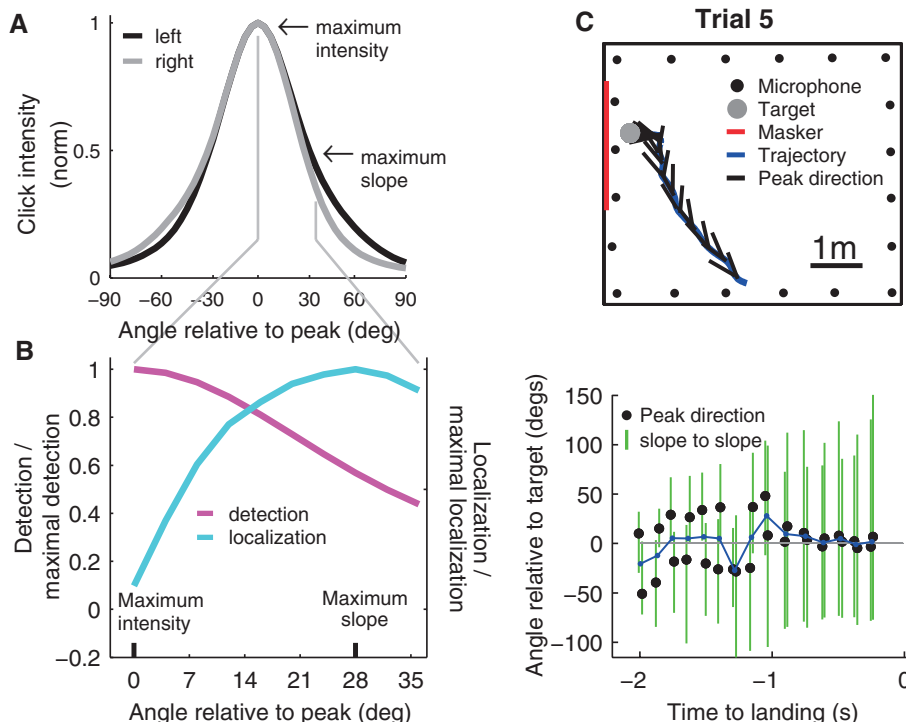 A
Click intensity
(norm)
1
0.5
0
left
right
maximum
intensity
maximum
slope
−90
−60
−30
0
30
60
90
Angle relative to peak (deg)
B
Detection /
maximal detection
1
0.8
0.6
0.4
0.2
0
−0.2
detection
localization
Maximum
intensity
Maximum
slope
0
7
14
21
28
35
Angle relative to peak (deg)
Localization /
maximal localization
C
Trial 5
Microphone
Target
Masker
Trajectory
Peak direction
1m
Angle relative to target (degs)
150
100
50
0
−50
−100
Peak direction
slope to slope
−2
−1
0
Time to landing (s)